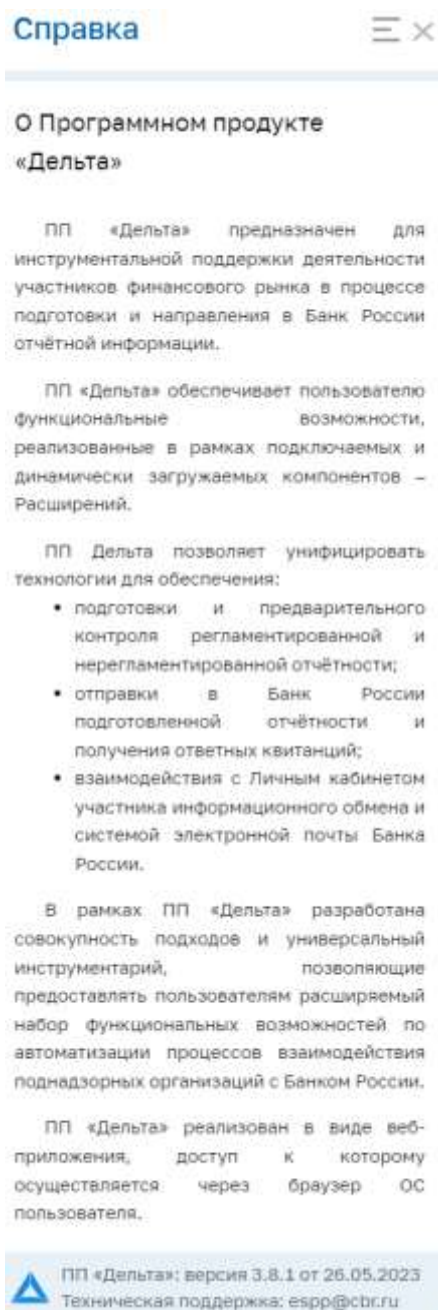 Справка
О Программном продукте
«Дельта»
ПП «Дельта» предназначен для
инструментальной поддержки деятельности
участников финансового рынка в процессе
подготовки и направления в Банк России
отчётной информации.
ПП «Дельта» обеспечивает пользователю
функциональные возможности,
реализованные в рамках подключаемых и
динамически загружаемых компонентов –
Расширений.
ПП Дельта позволяет унифицировать
технологии для обеспечения:
• подготовки и предварительного
контроля регламентированной и
нерегламентированной отчётности;
• отправки в Банк России
подготовленной отчётности и
получения ответных квитанций;
• взаимодействия с Личным кабинетом
участника информационного обмена и
системой электронной почты Банка
России.
В рамках ПП «Дельта» разработана
совокупность подходов и универсальный
инструментарий, позволяющие
предоставлять пользователям расширяемый
набор функциональных возможностей по
автоматизации процессов взаимодействия
поднадзорных организаций с Банком России.
ПП «Дельта» реализован в виде веб-
приложения, доступ к которому
осуществляется через браузер ОС
пользователя.
ПП «Дельта»: версия 3.8.1 от 26.05.2023
Техническая поддержка: espp@cbr.ru